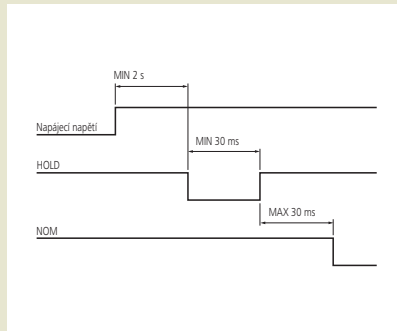 MIN 2 s
Napájecí napětí
MIN 30 ms
HOLD
MAX 30 ms
NOM